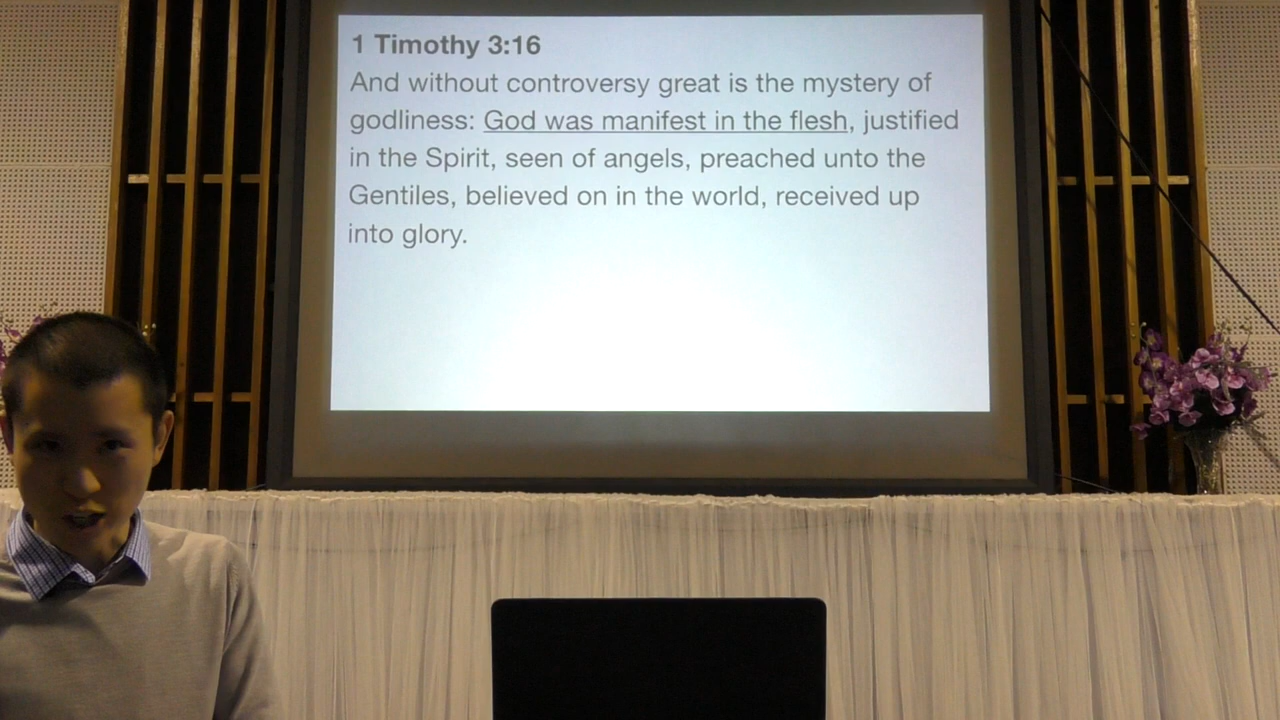 1 Timothy 3:16
And without controversy great is the mystery of
godliness: God was manifest in the flesh, justified
in the Spirit, seen of angels, preached unto the
Gentiles, believed on in the world, received up
into glory.